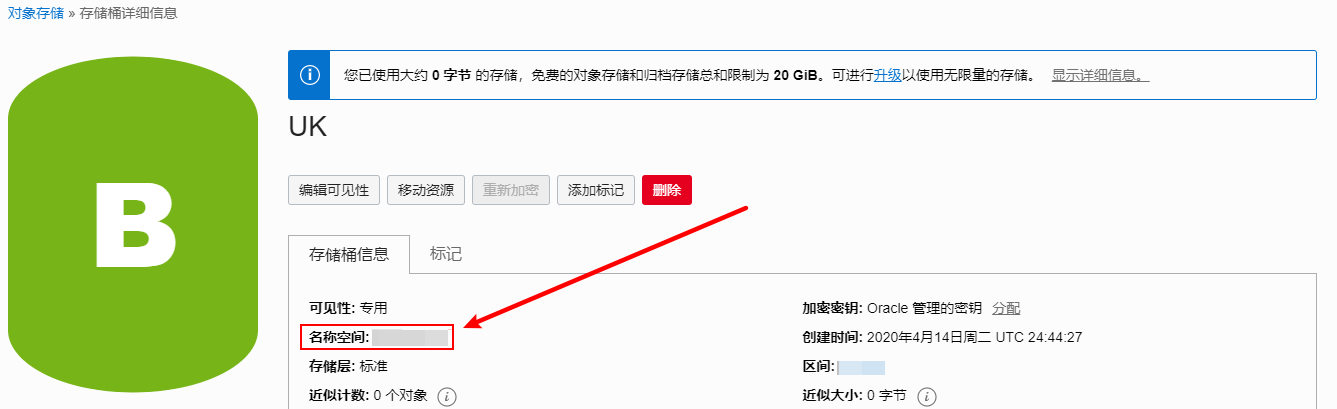 对象存储 » 存储桶详细信息
您已使用大约 0 字节 的存储，免费的对象存储和归档存储总和限制为 20 GiB。可进行升级以使用无限量的存储。 显示详细信息。
UK
编辑可见性 移动资源 重新加密 添加标记 删除
B
存储桶信息 标记
可见性: 专用 加密密钥: Oracle 管理的密钥 分配
名称空间: 创建时间: 2020年4月14日周二 UTC 24:44:27
存储层: 标准 区间:
近似计数: 0 个对象 近似大小: 0 字节